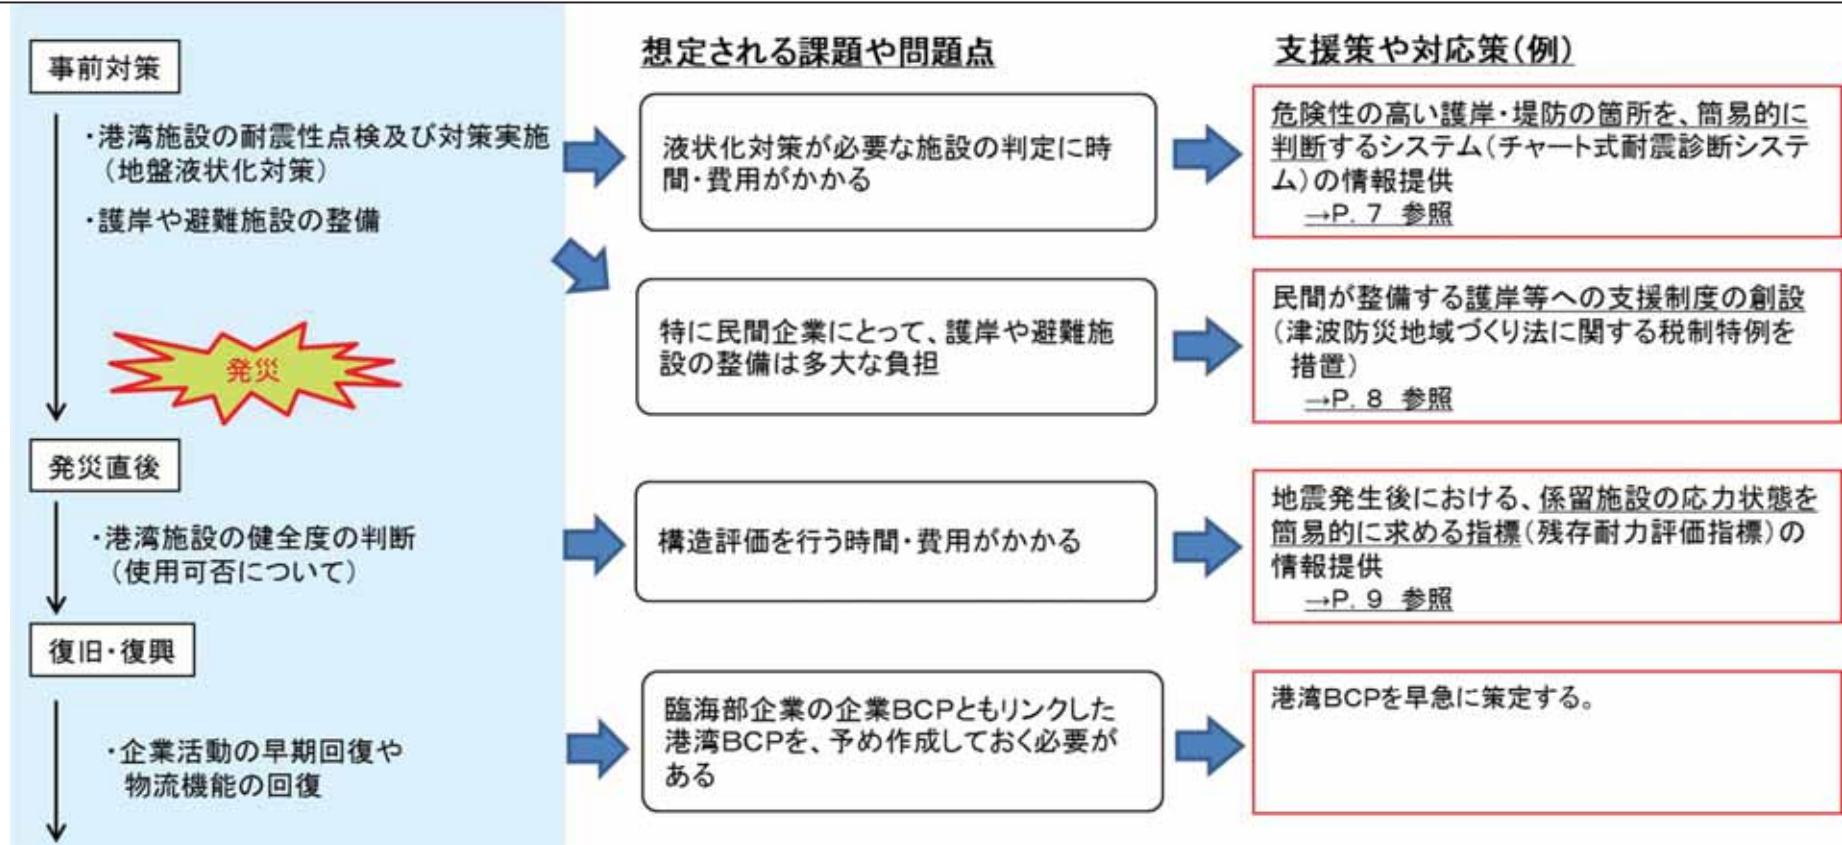 事前対策
・港湾施設の耐震性点検及び対策実施
（地盤液状化対策）
・護岸や避難施設の整備
発災
発災直後
・港湾施設の健全度の判断
（使用可否について）
復旧・復興
・企業活動の早期回復や
物流機能の回復
想定される課題や問題点
液状化対策が必要な施設の判定に時
間・費用がかかる
特に民間企業にとって、護岸や避難施
設の整備は多大な負担
構造評価を行う時間・費用がかかる
臨海部企業の企業BCPともリンクした
港湾BCPを、予め作成しておく必要が
ある
支援策や対応策（例）
危険性の高い護岸・堤防の箇所を、簡易的に
判断するシステム（チャート式耐震診断システ
ム）の情報提供
→P．7　参照
民間が整備する護岸等への支援制度の創設
（津波防災地域づくり法に関する税制特例を
措置）
→P．8　参照
地震発生後における、係留施設の応力状態を
簡易的に求める指標（残存耐力評価指標）の
情報提供
→P．9　参照
港湾BCPを早急に策定する。